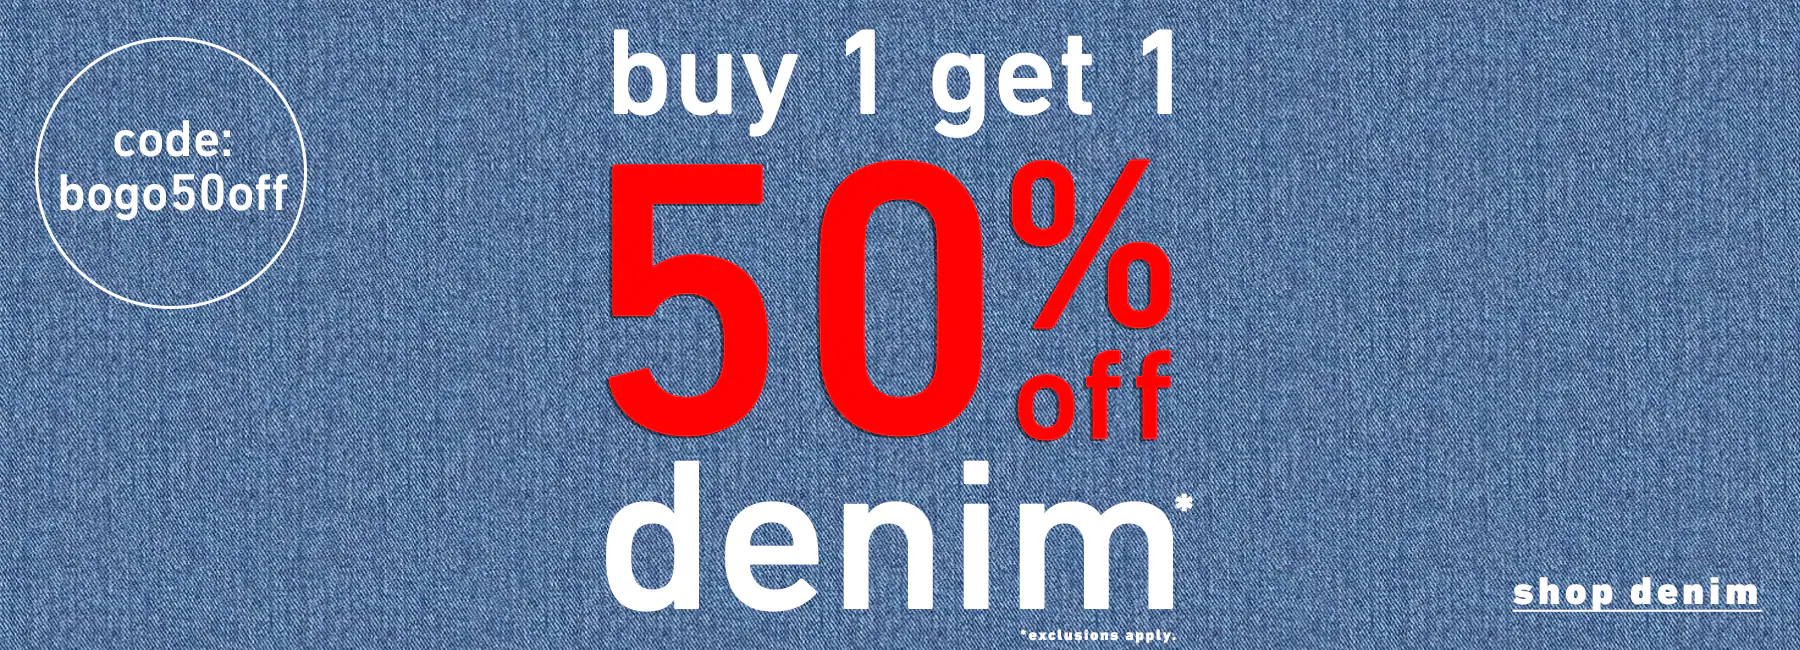 code:
bogo50off
buy 1 get 1
50%
off
denim*
*exclusions apply.
shop denim